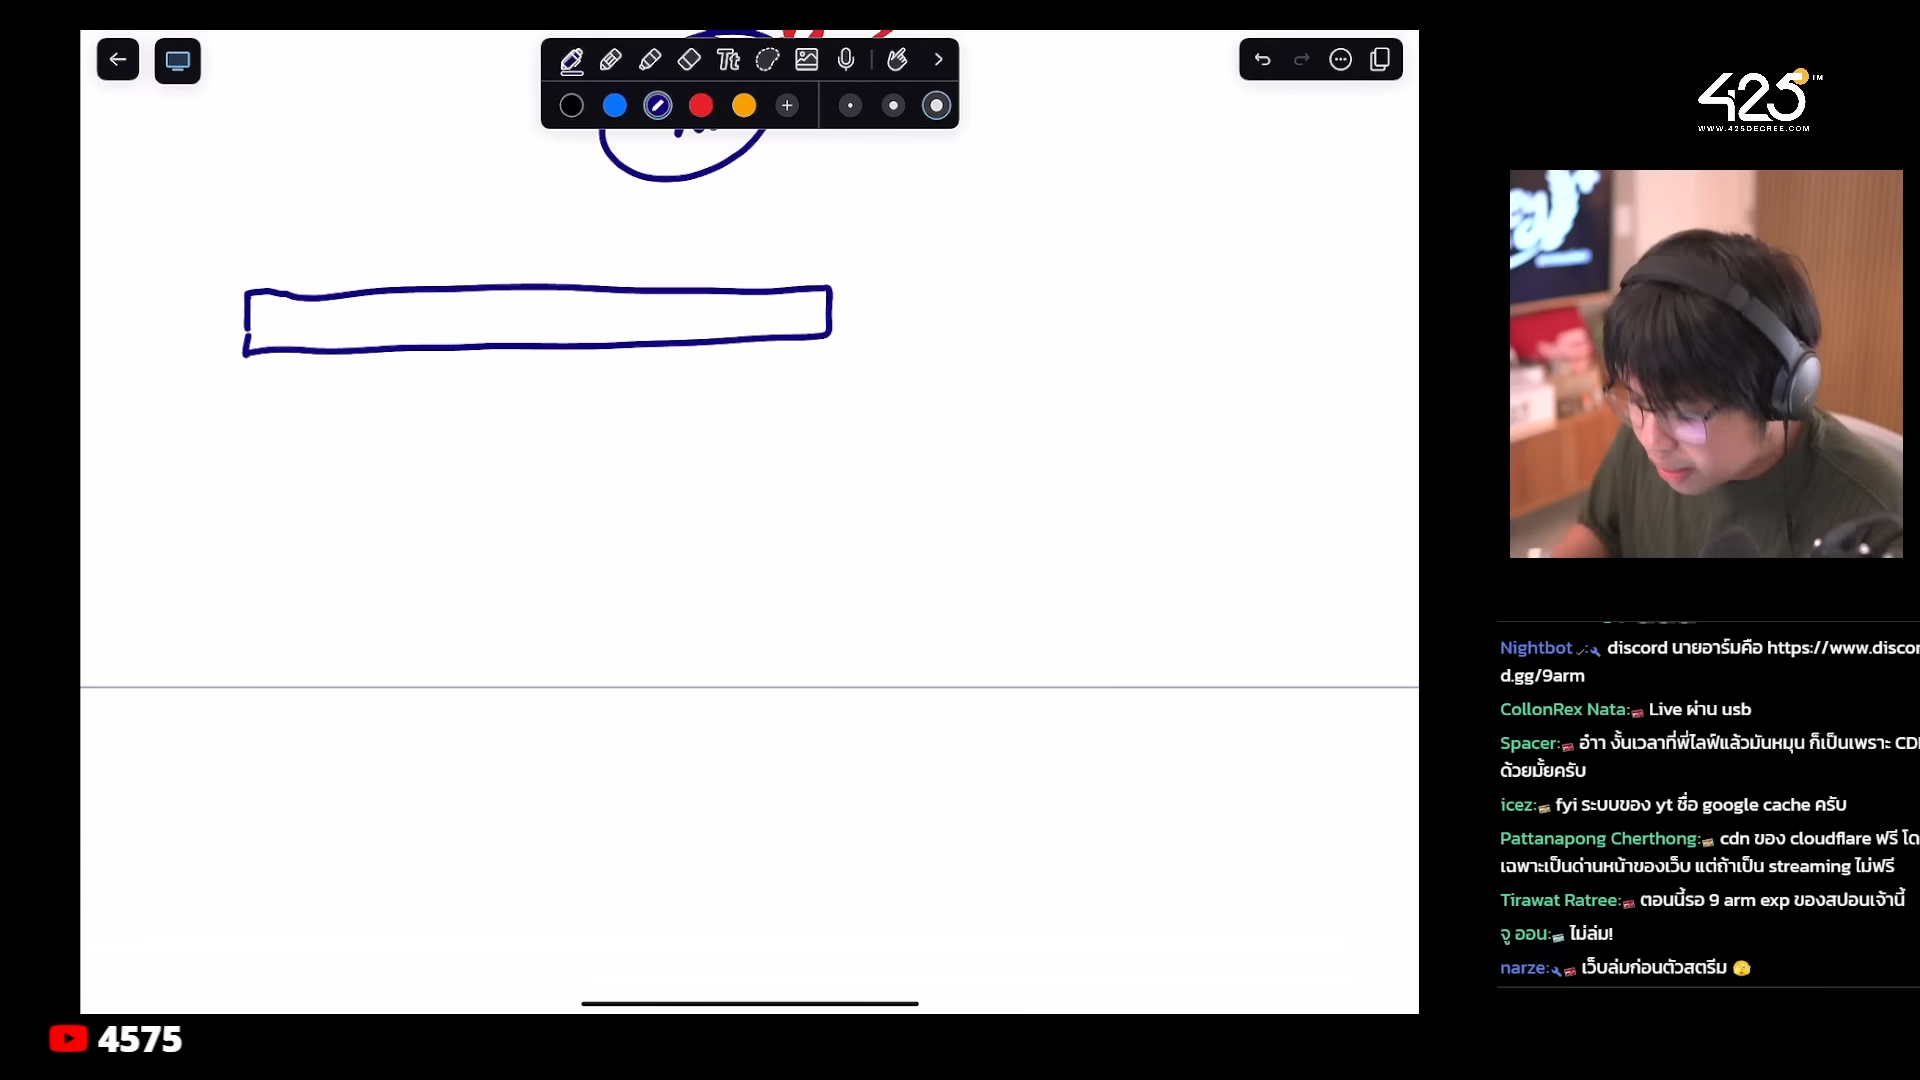 Tt
425 TM
WWW.425DEGREE.COM
Nightbot : discord นายอาร์มคือ https://www.discor
d.gg/9arm
CollonRex Nata: Live ผ่าน usb
Spacer: อำาา งั้นเวลาที่พี่ไลฟ์แล้วมันหมุน ก็เป็นเพราะ CD
ด้วยมั้ยครับ
icez: fyi ระบบของ yt ชื่อ google cache ครับ
Pattanapong Cherthong: cdn ของ cloudflare ฟรี โด
เฉพาะเป็นด่านหน้าของเว็บ แต่ถ้าเป็น streaming ไม่ฟรี
Tirawat Ratree: ตอนนี้รอ 9 arm exp ของสปอนเจ้านี้
จู ออน: ไม่ล่ม!
narze: เว็บล่มก่อนตัวสตรีม
4575